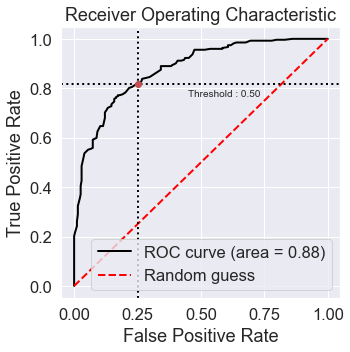 Receiver Operating Characteristic
True Positive Rate
1.0
0.8
0.6
0.4
0.2
0.0
Threshold : 0.50
ROC curve (area = 0.88)
Random guess
0.00 0.25 0.50 0.75 1.00
False Positive Rate